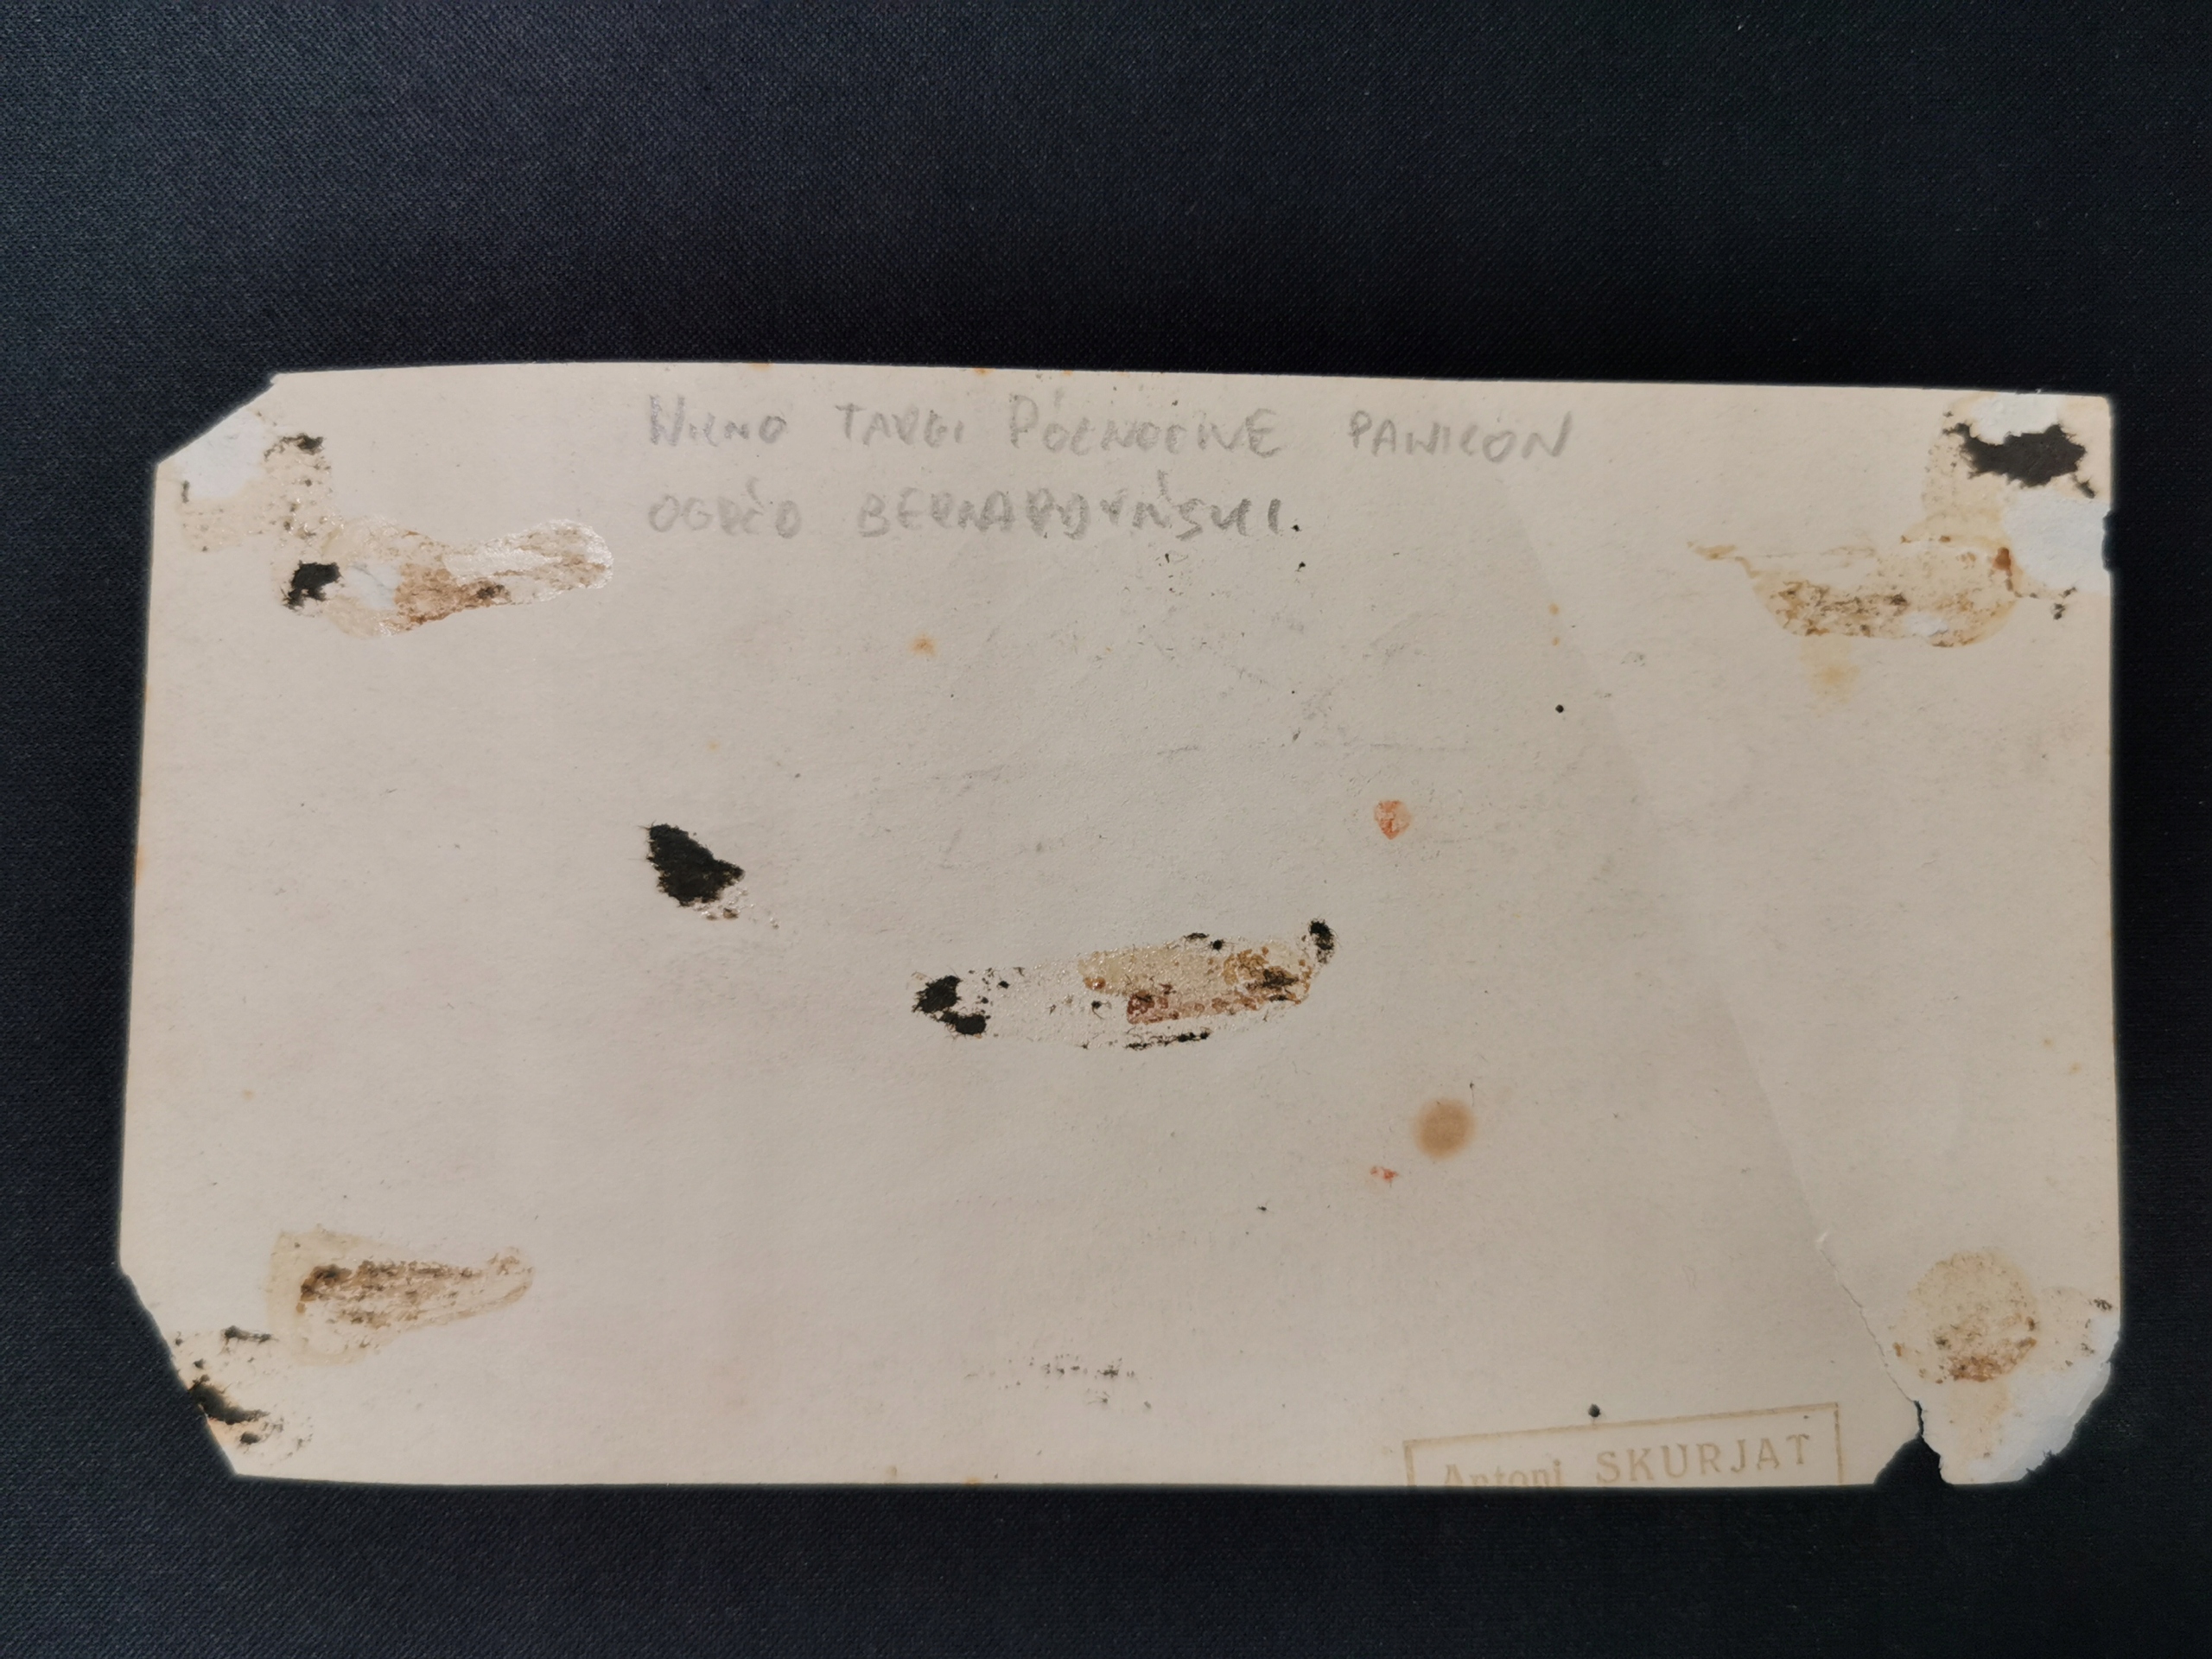 WILNO TARGI PÓŁNOCNE PAWILON
OGRÓD BERNARDYŃSKI.
Antoni SKURJAT